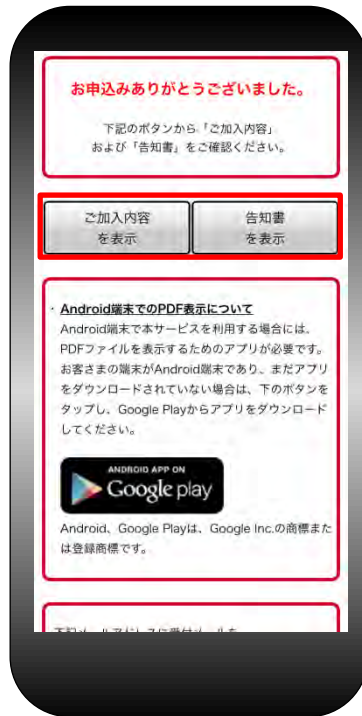 お申込みありがとうございました。
下記のボタンから「ご加入内容」
および「告知書」をご確認ください。
ご加入内容
を表示
告知書
を表示
・Android端末でのPDF表示について
Android端末で本サービスを利用する場合には、
PDFファイルを表示するためのアプリが必要です。
お客さまの端末がAndroid端末であり、まだアプリ
をダウンロードされていない場合は、下のボタンを
タップし、Google Playからアプリをダウンロード
してください。
ANDROID APP ON
Google play
Android、Google Playは、Google Inc.の商標また
は登録商標です。